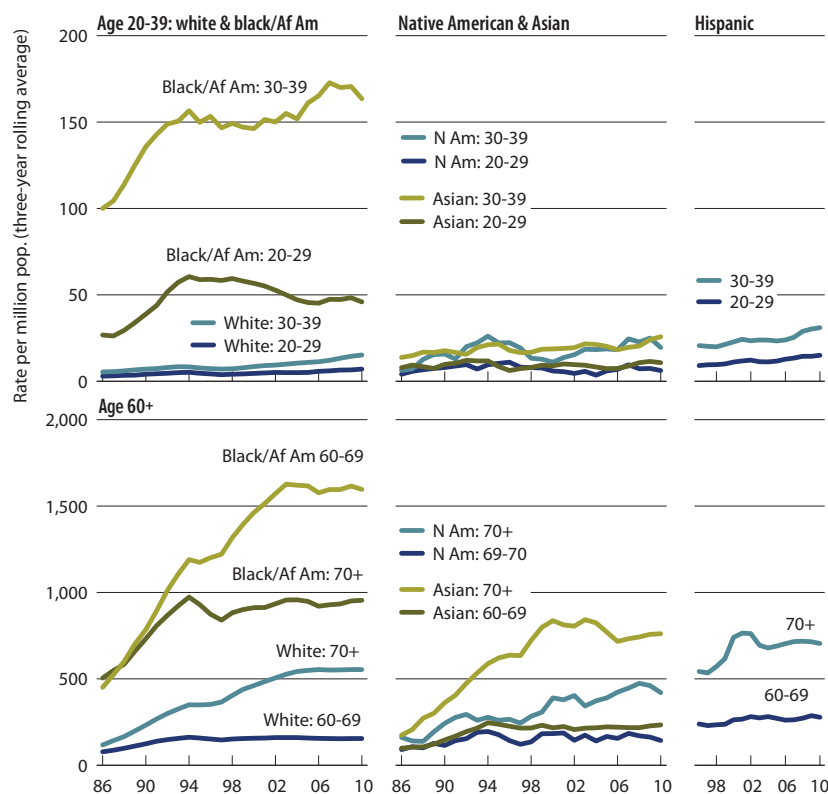 Age 20-39: white & black/Af Am
Native American & Asian
Hispanic
Rate per million pop. (three-year rolling average)
200
150
100
50
0
Black/Af Am: 30-39
Black/Af Am: 20-29
White: 30-39
White: 20-29
N Am: 30-39
N Am: 20-29
Asian: 30-39
Asian: 20-29
30-39
20-29
Age 60+
2,000
1,500
1,000
500
0
Black/Af Am 60-69
Black/Af Am: 70+
White: 70+
White: 60-69
N Am: 70+
N Am: 69-70
Asian: 70+
Asian: 60-69
70+
60-69
86 90 94 98 02 06 10
86 90 94 98 02 06 10
98 02 06 10